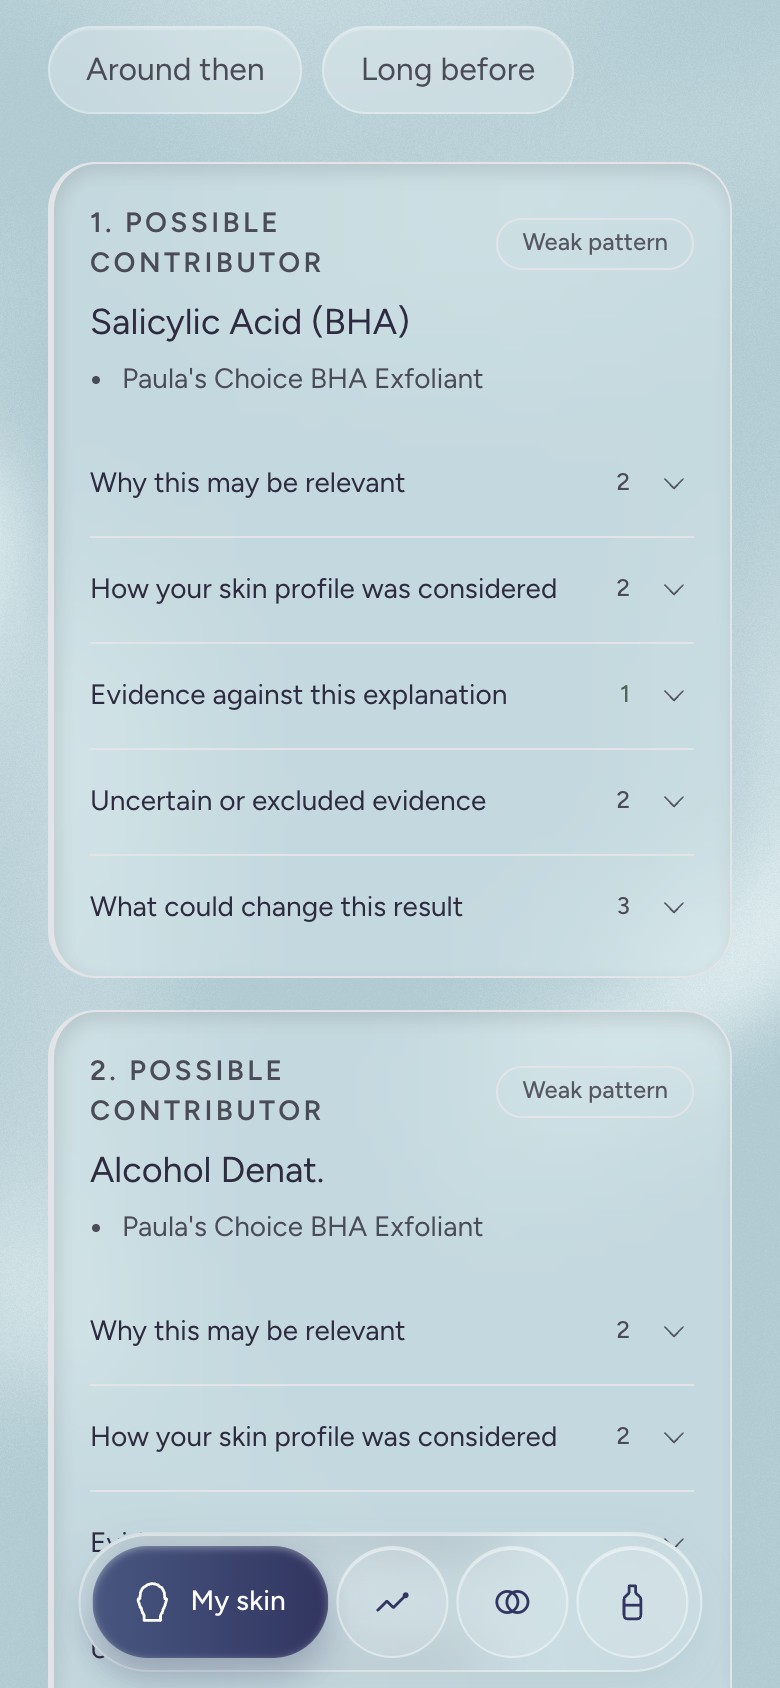 Around then
Long before
1. POSSIBLE
CONTRIBUTOR
Weak pattern
Salicylic Acid (BHA)
• Paula's Choice BHA Exfoliant
Why this may be relevant 2
How your skin profile was considered 2
Evidence against this explanation 1
Uncertain or excluded evidence 2
What could change this result 3
2. POSSIBLE
CONTRIBUTOR
Weak pattern
Alcohol Denat.
• Paula's Choice BHA Exfoliant
Why this may be relevant 2
How your skin profile was considered 2
My skin